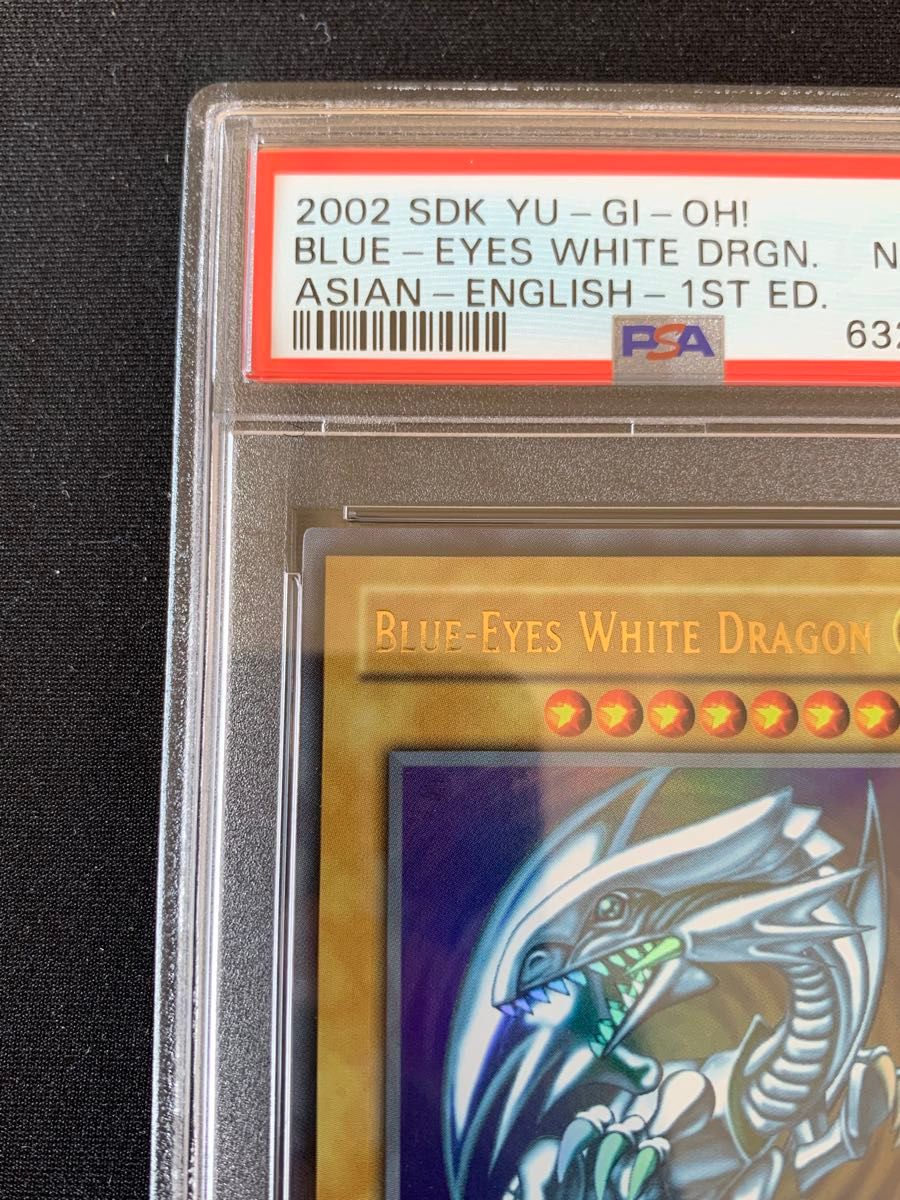 2002 SDK YU-GI-OH!
BLUE-EYES WHITE DRGN.
ASIAN-ENGLISH-1ST ED.
PSA
BLUE-EYES WHITE DRAGON